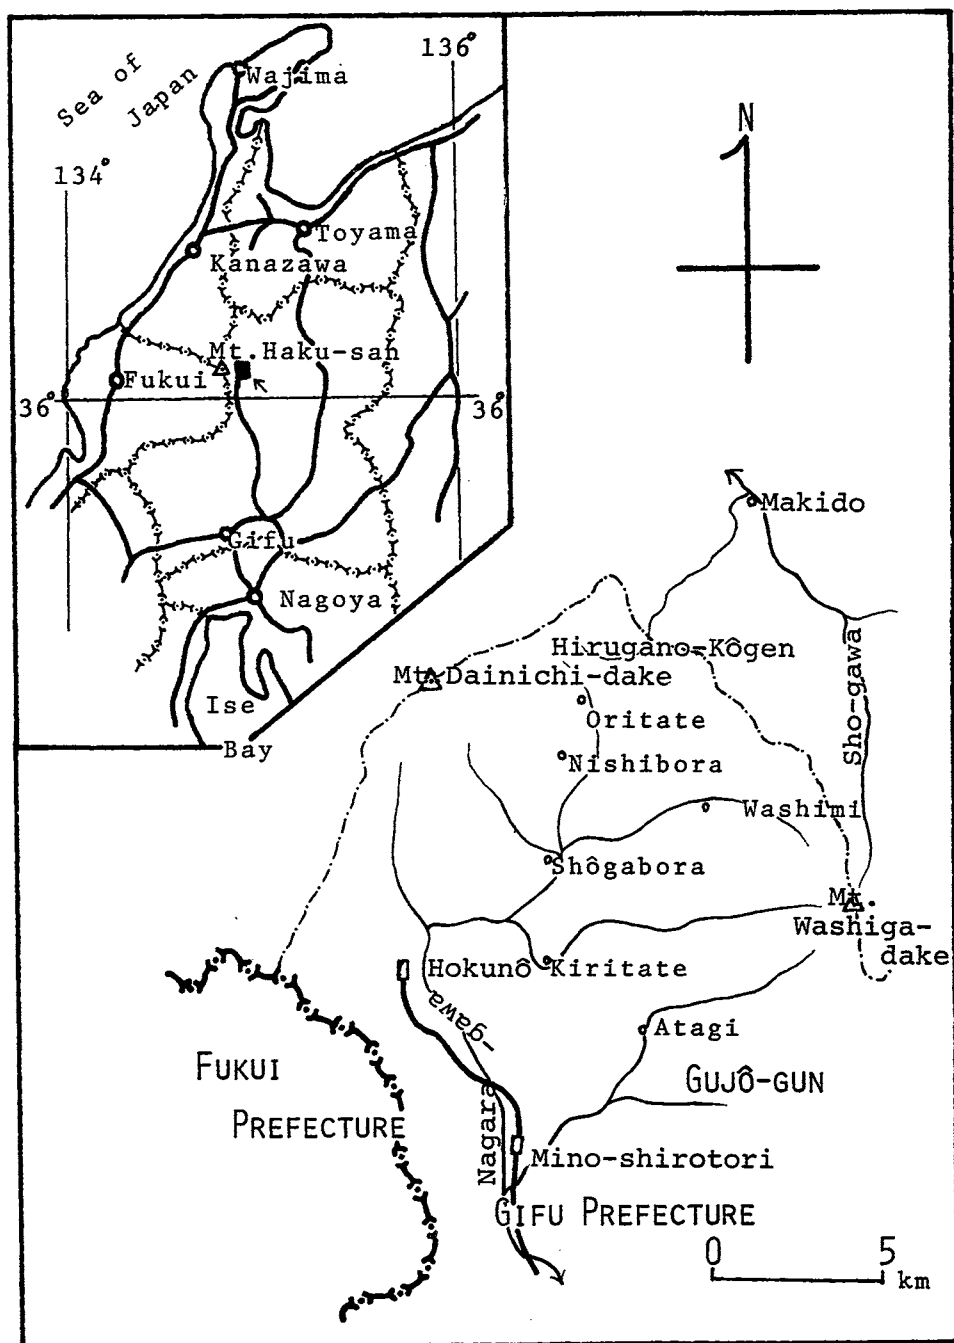 Sea of
Japan
Wajima
136°
N
134°
Toyama
Kanazawa
Mt.Haku-san
Fukui
36°
36°
Gifu
Nagoya
Ise
Bay
Makido
Hirugano-Kôgen
Mt. Dainichi-dake
Oritate
Sho-gawa
Nishibora
Washimi
Shôgabora
Mt.
Washiga-
dake
Hokunô
Kiritate
Nagara
-gawa
Atagi
FUKUI
PREFECTURE
GUJÔ-GUN
Mino-shirotori
GIFU PREFECTURE
0 5
km